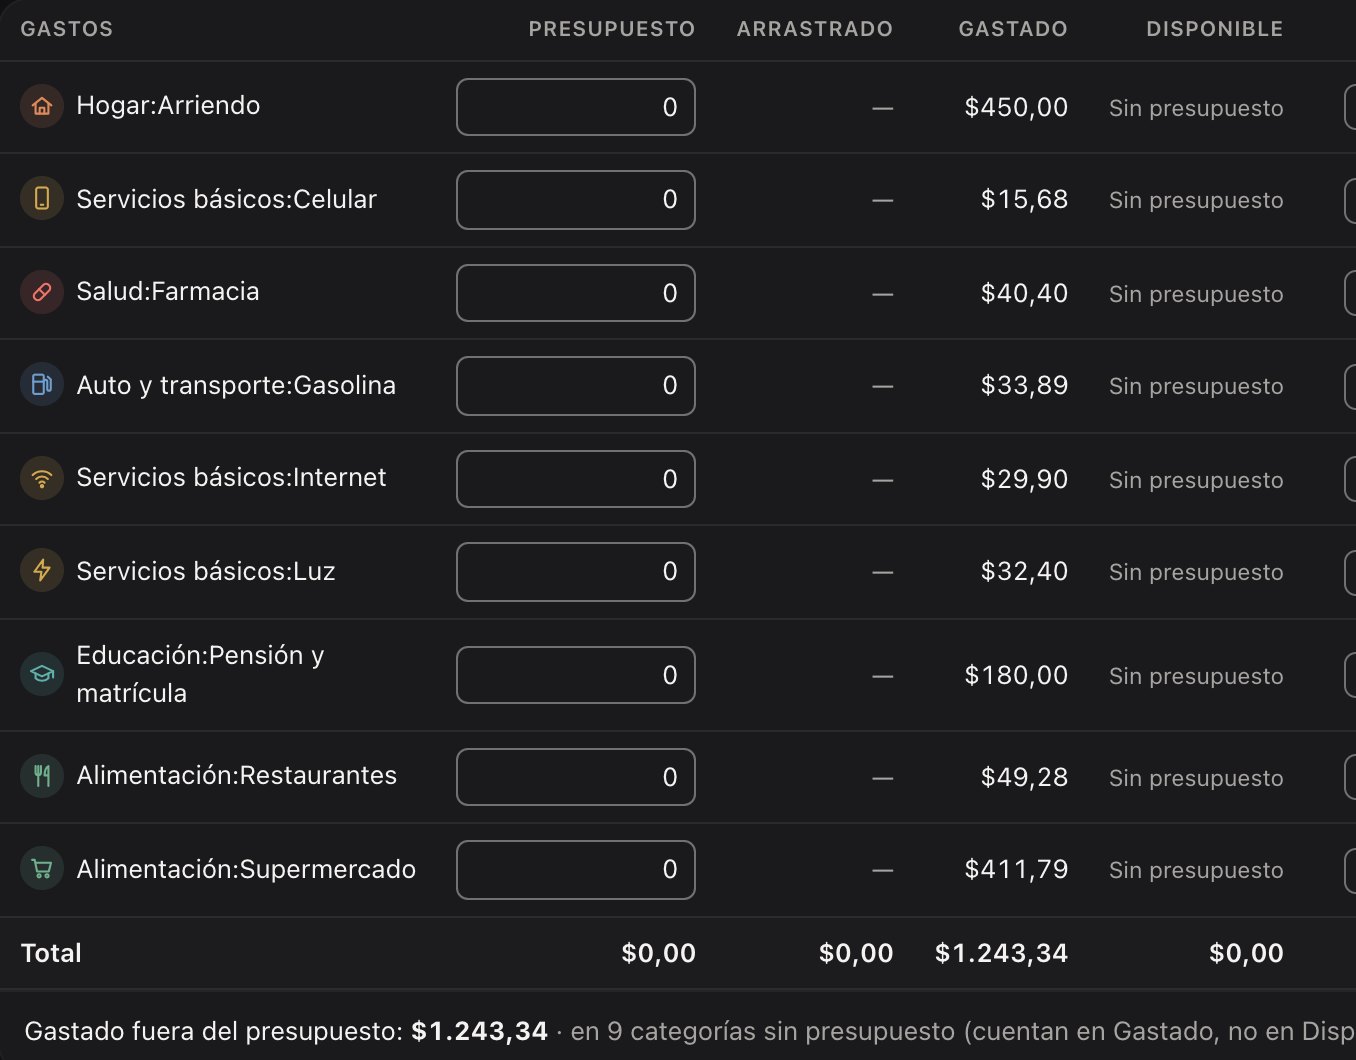 GASTOS PRESUPUESTO ARRASTRADO GASTADO DISPONIBLE
Hogar:Arriendo 0 — $450,00 Sin presupuesto
Servicios básicos:Celular 0 — $15,68 Sin presupuesto
Salud:Farmacia 0 — $40,40 Sin presupuesto
Auto y transporte:Gasolina 0 — $33,89 Sin presupuesto
Servicios básicos:Internet 0 — $29,90 Sin presupuesto
Servicios básicos:Luz 0 — $32,40 Sin presupuesto
Educación:Pensión y
matrícula 0 — $180,00 Sin presupuesto
Alimentación:Restaurantes 0 — $49,28 Sin presupuesto
Alimentación:Supermercado 0 — $411,79 Sin presupuesto
Total $0,00 $0,00 $1.243,34 $0,00
Gastado fuera del presupuesto: $1.243,34 · en 9 categorías sin presupuesto (cuentan en Gastado, no en Disp